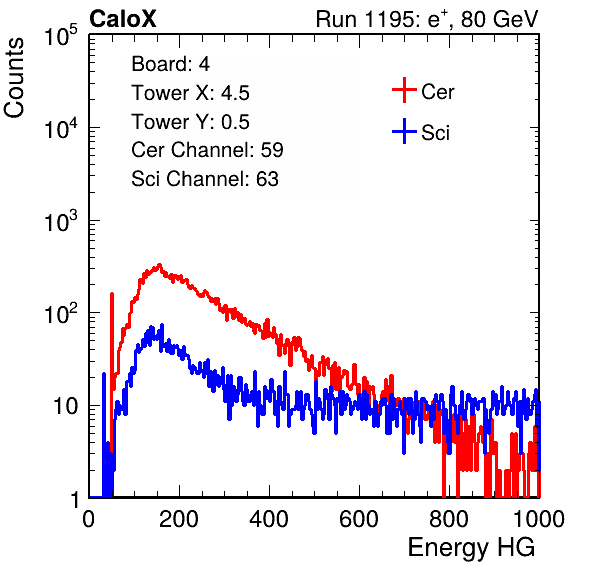 CaloX Run 1195: e⁺, 80 GeV
Counts
Board: 4
Tower X: 4.5
Tower Y: 0.5
Cer Channel: 59
Sci Channel: 63
Cer
Sci
10⁵
10⁴
10³
10²
10
1
0 200 400 600 800 1000
Energy HG